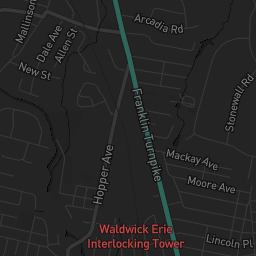 Arcadia Rd
Mallinson
Dale Ave
Allen St
New St
Stonewall Rd
Franklin Turnpike
Hopper Ave
Mackay Ave
Moore Ave
Waldwick Erie
Interlocking Tower
Lincoln Pl